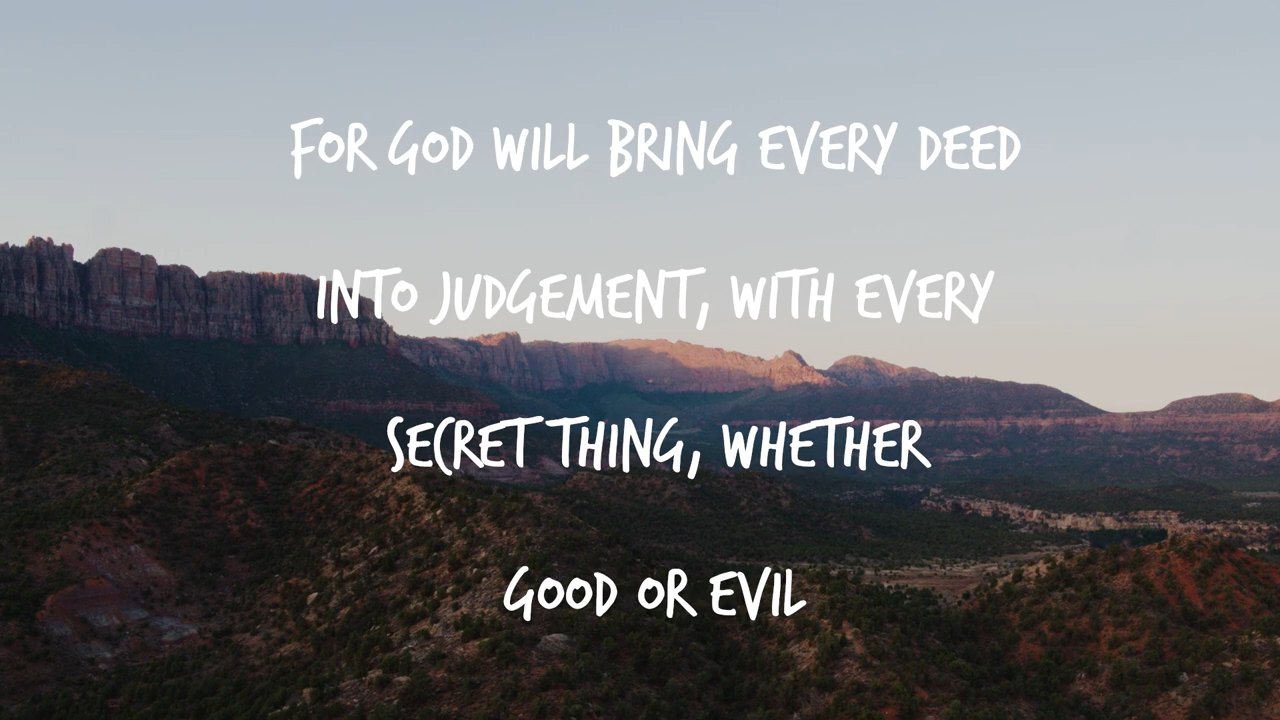 FOR GOD WILL BRING EVERY DEED
INTO JUDGEMENT, WITH EVERY
SECRET THING, WHETHER
GOOD OR EVIL